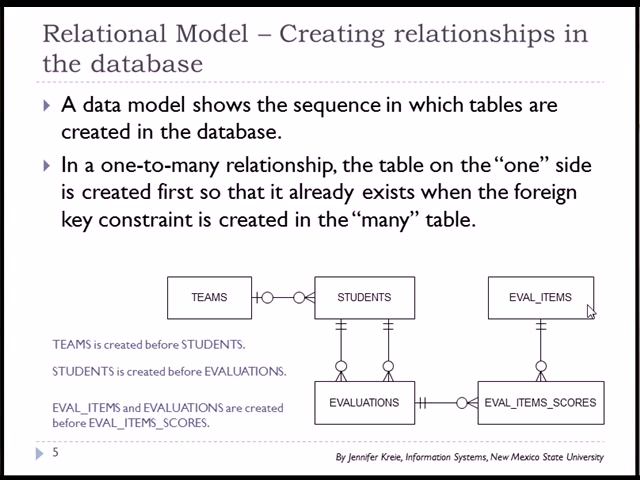 Relational Model – Creating relationships in
the database
A data model shows the sequence in which tables are
created in the database.
In a one-to-many relationship, the table on the “one” side
is created first so that it already exists when the foreign
key constraint is created in the “many” table.
TEAMS
STUDENTS
EVAL_ITEMS
TEAMS is created before STUDENTS.
STUDENTS is created before EVALUATIONS.
EVALUATIONS
EVAL_ITEMS_SCORES
EVAL_ITEMS and EVALUATIONS are created
before EVAL_ITEMS_SCORES.
5
By Jennifer Kreie, Information Systems, New Mexico State University